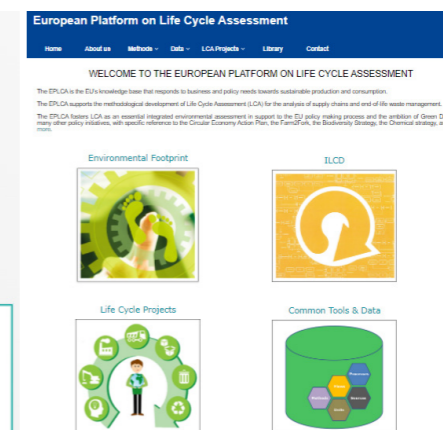 European Platform on Life Cycle Assessment
Home About us Methods Data LCA Projects Library Contact
WELCOME TO THE EUROPEAN PLATFORM ON LIFE CYCLE ASSESSMENT
The EPLCA is the EU's knowledge base that responds to business and policy needs towards sustainable production and consumption.
The EPLCA supports the methodological development of Life Cycle Assessment (LCA) for the analysis of supply chains and end-of-life waste management.
The EPLCA fosters LCA as an essential integrated environmental assessment in support to the EU policy making process and the ambition of Green D
many other policy initiatives, with specific reference to the Circular Economy Action Plan, the Farm2Fork, the Biodiversity Strategy, the Chemical strategy, a
more.
Environmental Footprint
ILCD
Life Cycle Projects
Common Tools & Data